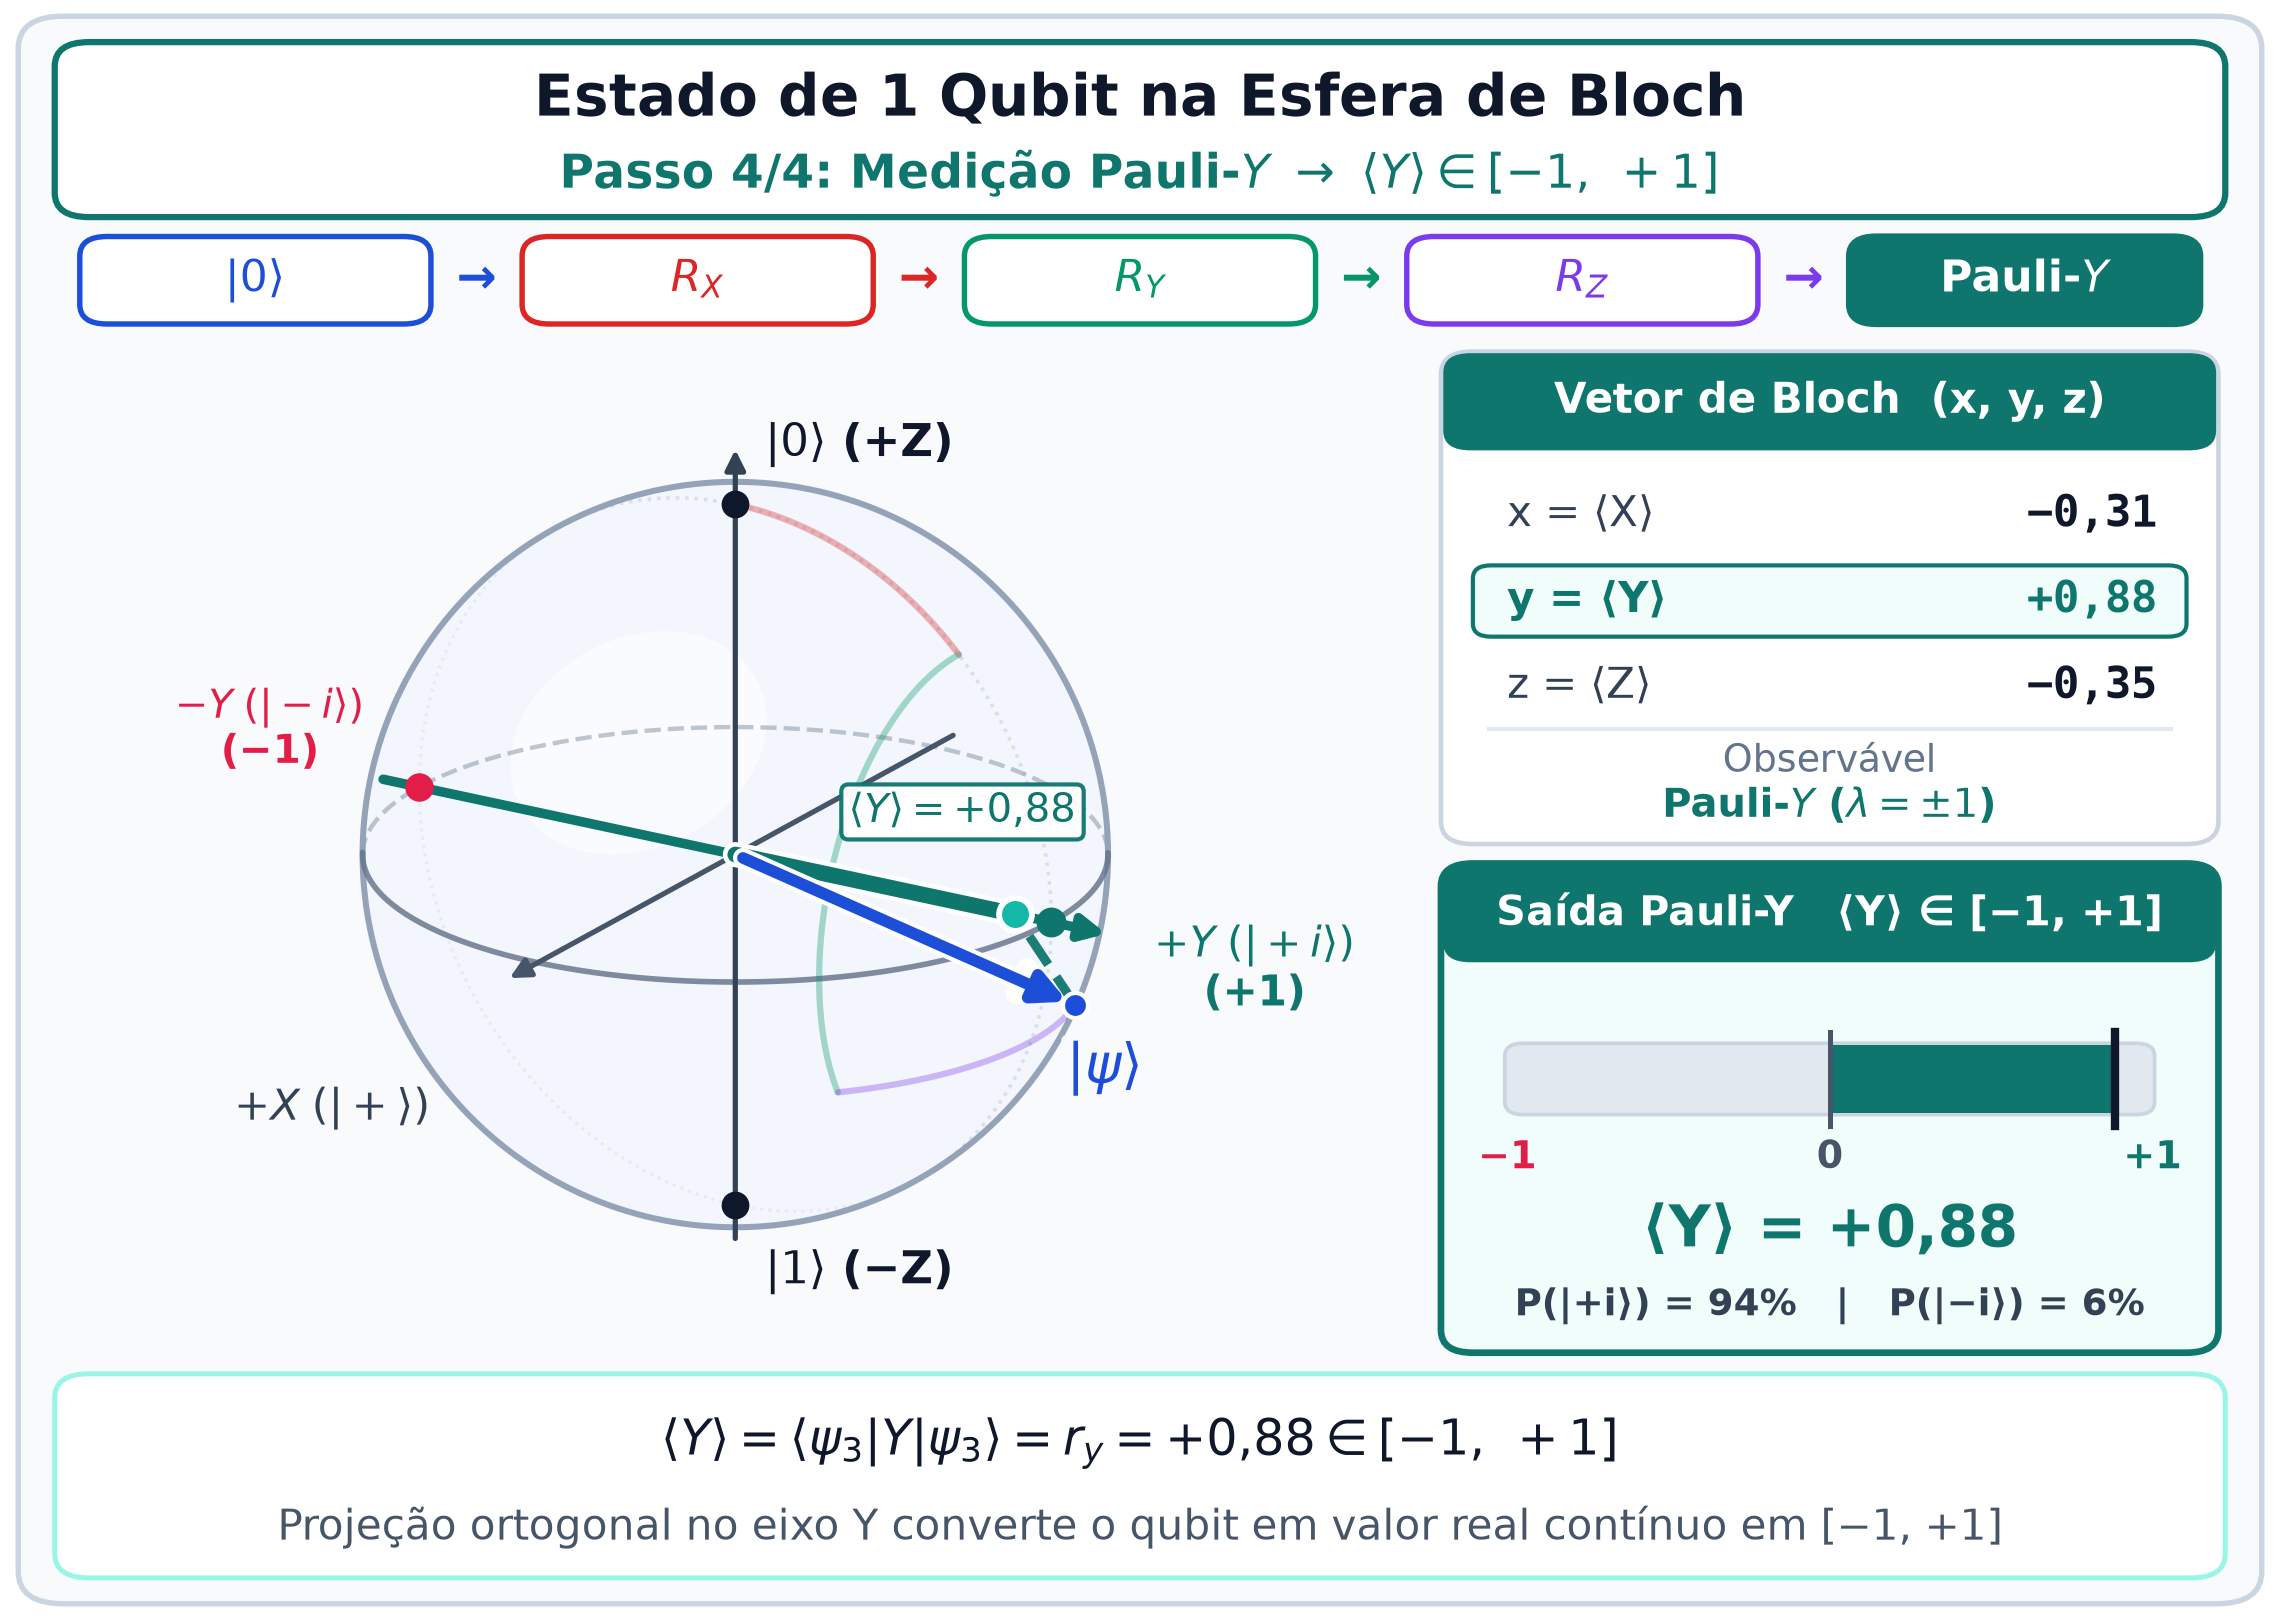 Estado de 1 Qubit na Esfera de Bloch
Passo 4/4: Medição Pauli-Y → ⟨Y⟩ ∈ [−1, +1]
|0⟩ → R_X → R_Y → R_Z → Pauli-Y
|0⟩ (+Z)
−Y (|−i⟩)
(−1)
⟨Y⟩ = +0,88
+Y (|+i⟩)
(+1)
|ψ⟩
+X (|+⟩)
|1⟩ (−Z)
Vetor de Bloch (x, y, z)
x = ⟨X⟩ −0,31
y = ⟨Y⟩ +0,88
z = ⟨Z⟩ −0,35
Observável
Pauli-Y (λ = ±1)
Saída Pauli-Y ⟨Y⟩ ∈ [−1, +1]
−1 0 +1
⟨Y⟩ = +0,88
P(|+i⟩) = 94% | P(|−i⟩) = 6%
⟨Y⟩ = ⟨ψ₃|Y|ψ₃⟩ = r_y = +0,88 ∈ [−1, +1]
Projeção ortogonal no eixo Y converte o qubit em valor real contínuo em [−1, +1]